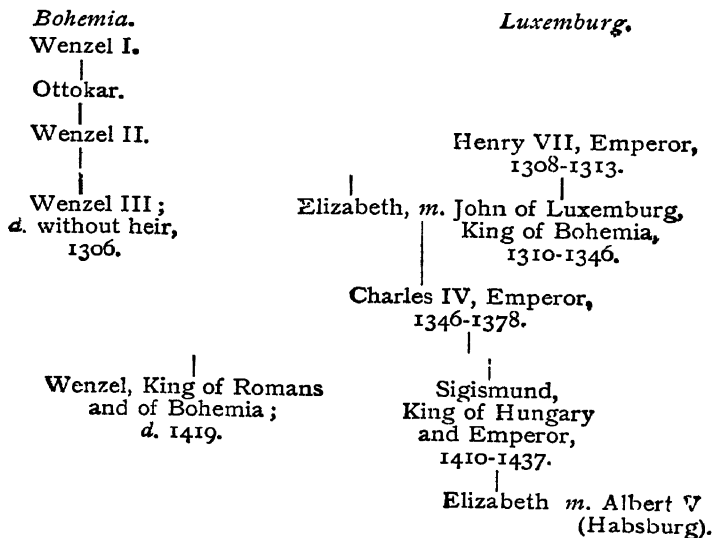 Bohemia.
Luxemburg.
Wenzel I.
Ottokar.
Wenzel II.
Henry VII, Emperor,
1308-1313.
Wenzel III;
d. without heir,
1306.
Elizabeth, m. John of Luxemburg,
King of Bohemia,
1310-1346.
Charles IV, Emperor,
1346-1378.
Wenzel, King of Romans
and of Bohemia;
d. 1419.
Sigismund,
King of Hungary
and Emperor,
1410-1437.
Elizabeth m. Albert V
(Habsburg).